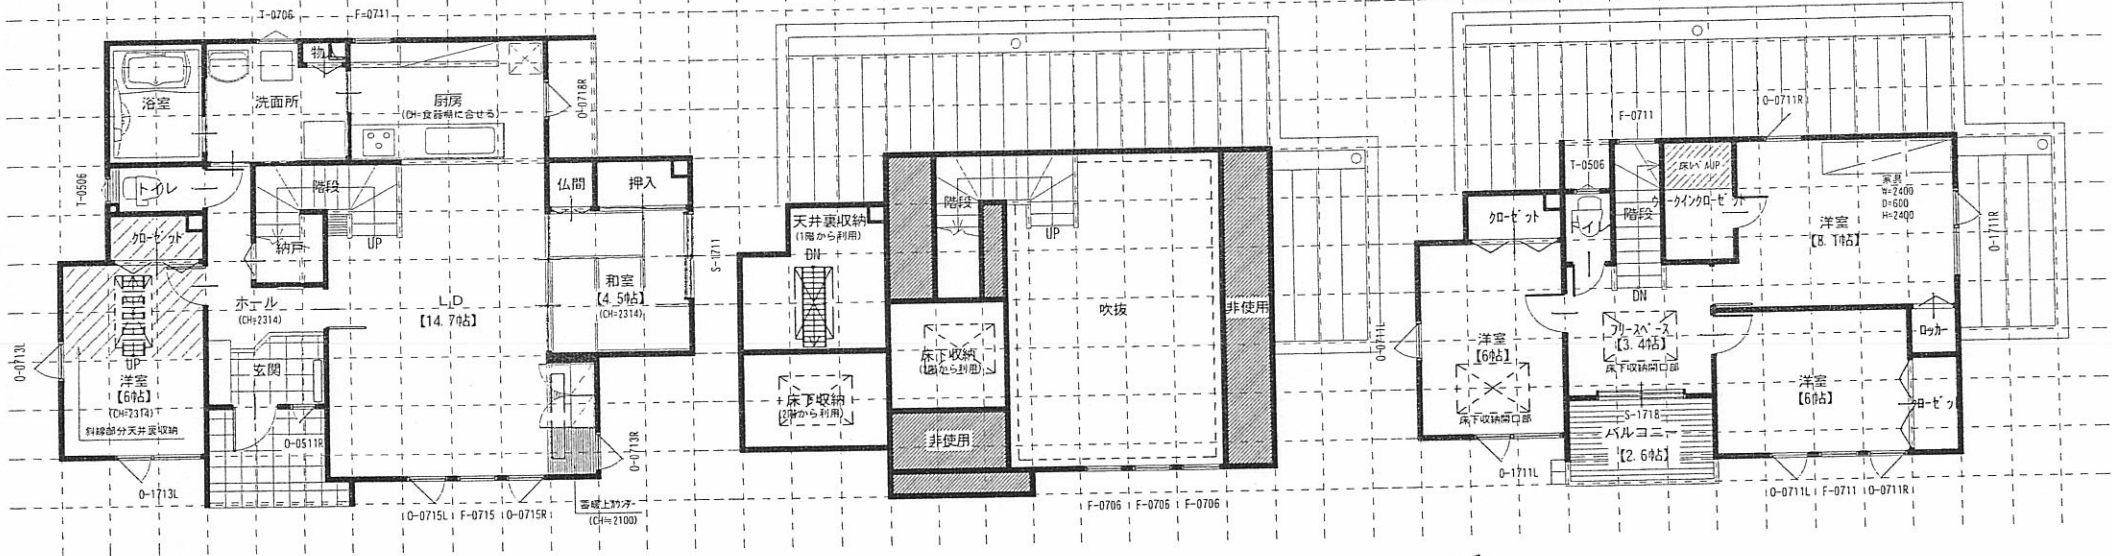 T-0706
F=0711
浴室
洗面所
物入
厨房
(CH=食器棚に合せる)
O-0718R
T-0506
トイレ
階段
UP
仏間
押入
クローゼット
納戸
S-1711
和室
【4.5帖】
(CH=2314)
ホール
(CH=2314)
LD
【14.7帖】
O-0713L
UP
洋室
【6帖】
(CH=2314)
斜線部分天井裏収納
玄関
O-0511R
O-1713L
O-0713R
O-0715L
F-0715
O-0715R
(CH=2100)
階段
UP
天井裏収納
(1階から利用)
DN
吹抜
非使用
床下収納
床下収納
(2階から利用)
非使用
F-0706
F-0706
F-0706
F-0711
O-0711R
T-0506
床レベルUP
家具
W=2400
D=600
H=2400
クローゼット
トイレ
階段
ウォークインクローゼット
洋室
【8.1帖】
O-1711R
DN
O-0711L
洋室
【6帖】
床下収納開口部
フリースペース
【3.4帖】
床下収納開口部
ロッカー
洋室
【6帖】
クローゼット
S-1718
バルコニー
【2.6帖】
O-1711L
O-0711L
F-0711
O-0711R